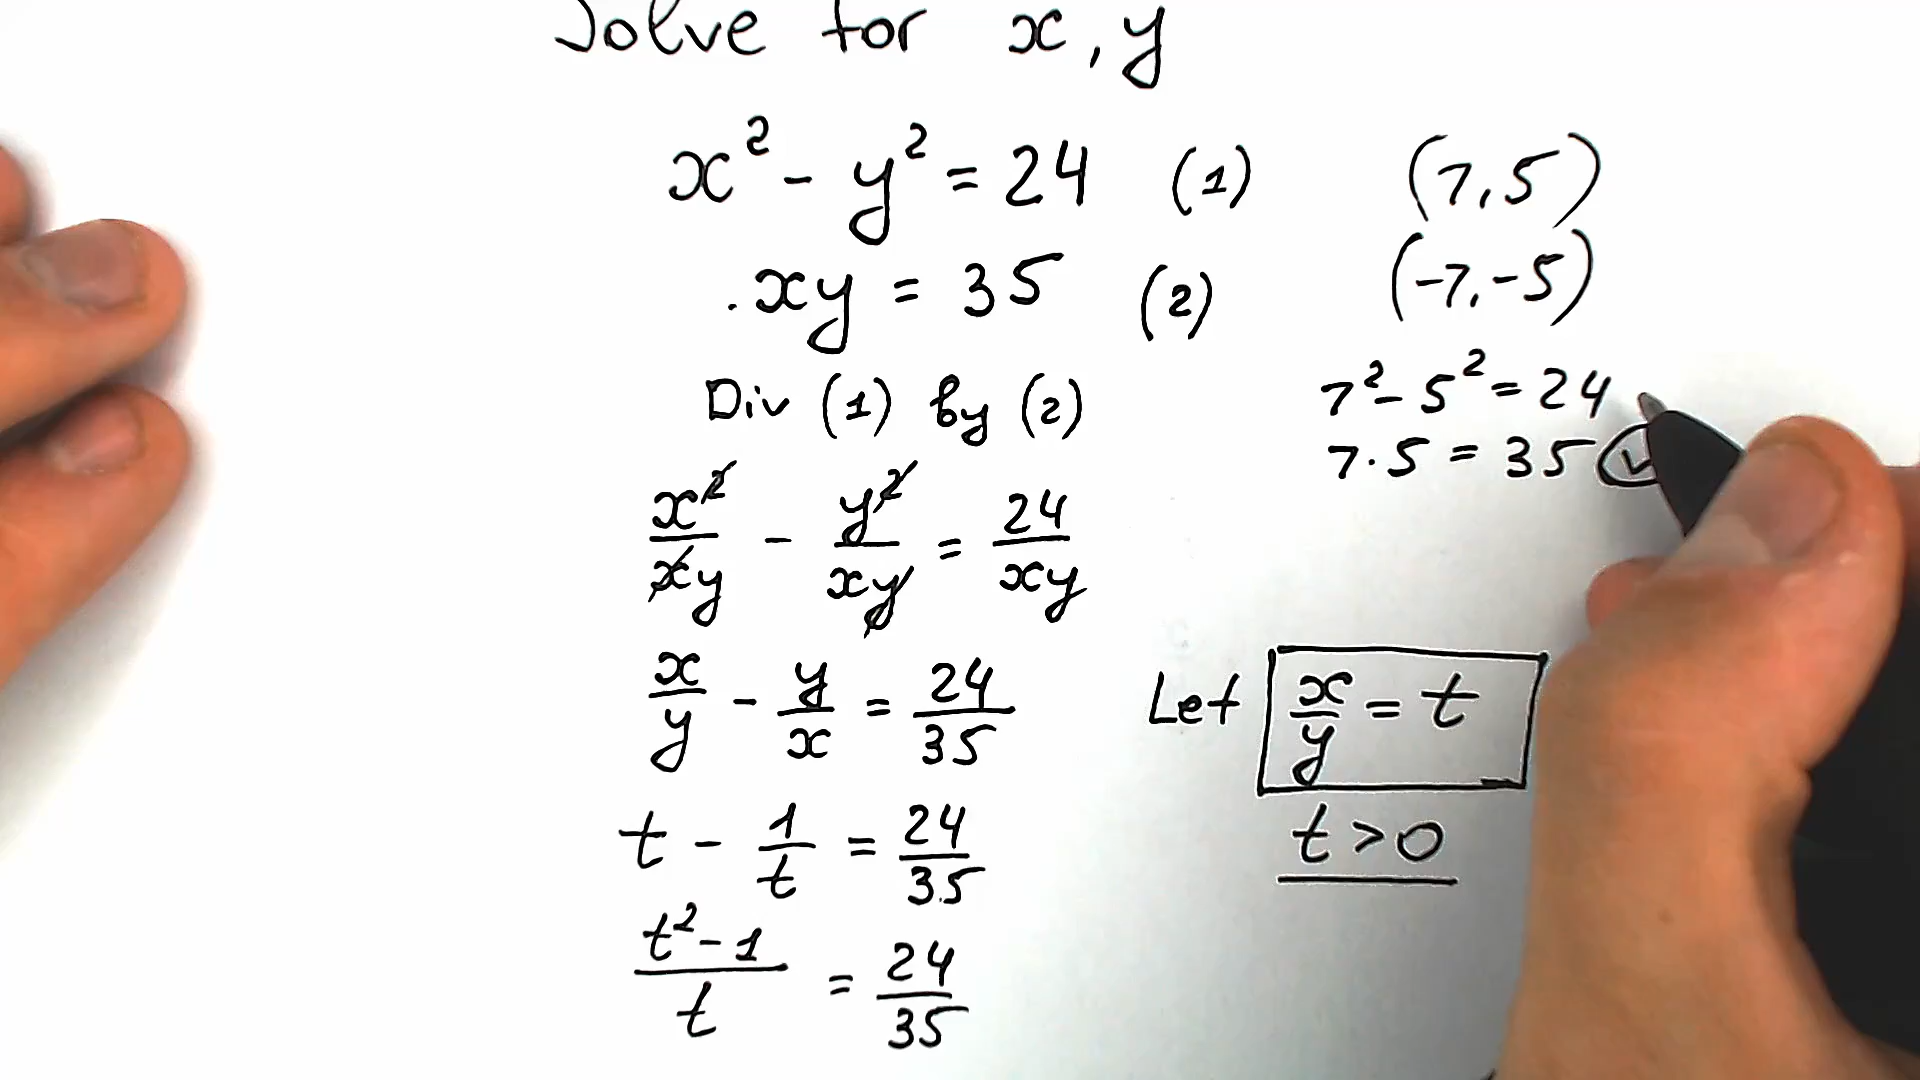 Solve for x, y
x² - y² = 24 (1)
.xy = 35 (2)
Div (1) by (2)
x²/xy - y²/xy = 24/xy
x/y - y/x = 24/35
t - 1/t = 24/35
t² - 1/t = 24/35
(7, 5)
(-7, -5)
7² - 5² = 24
7 · 5 = 35 ✓
Let x/y = t
t > 0